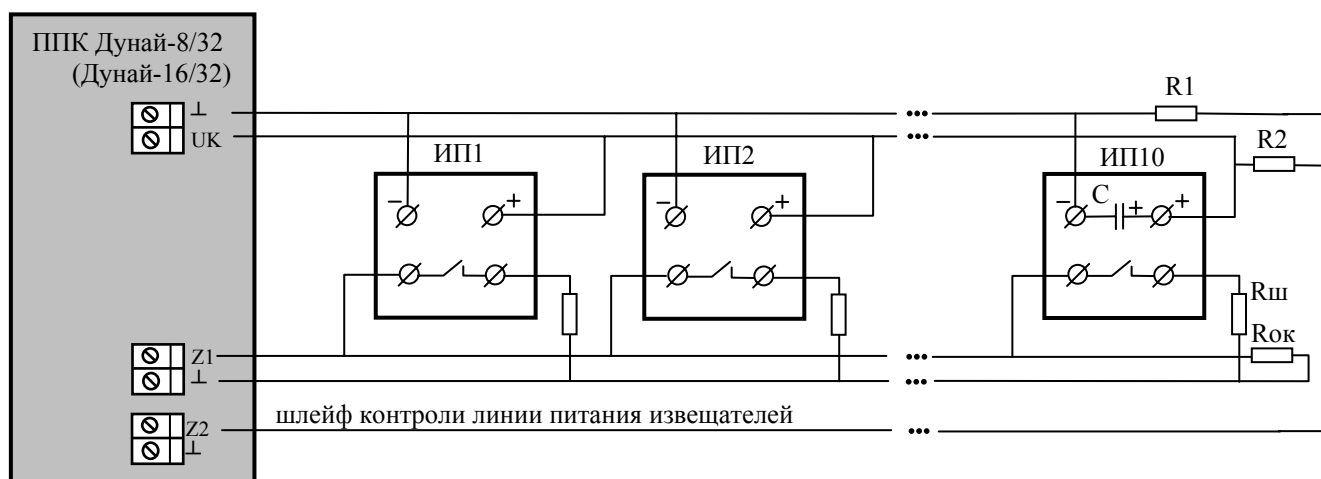 ППК Дунай-8/32
(Дунай-16/32)
⊥
UK
R1
R2
ИП1
ИП2
ИП10
− +
− +
− C + +
Rш
Rок
Z1
⊥
•••
•••
•••
•••
•••
шлейф контроли линии питания извещателей
Z2
⊥